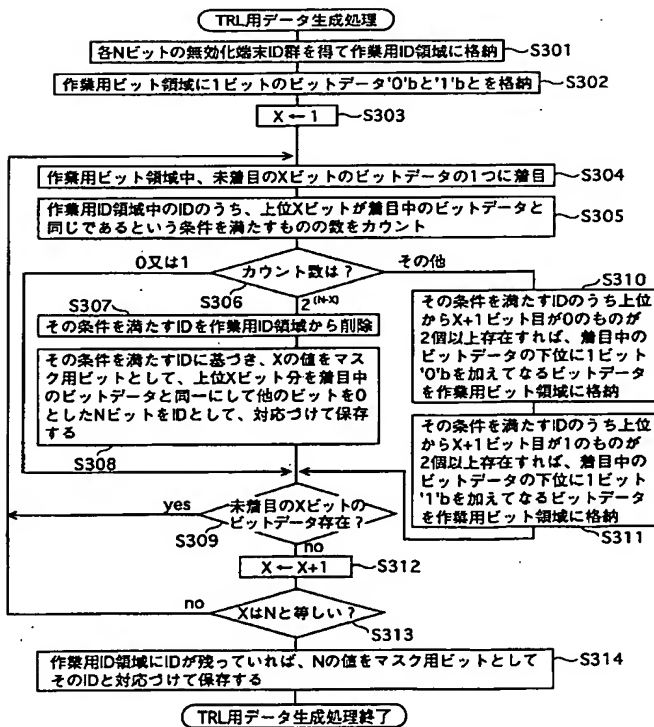 TRL用データ生成処理
各Nビットの無効化端末ID群を得て作業用ID領域に格納
S301
作業用ビット領域に1ビットのビットデータ'0'bと'1'bとを格納
S302
X ← 1
S303
作業用ビット領域中、未着目のXビットのビットデータの1つに着目
S304
作業用ID領域中のIDのうち、上位Xビットが着目中のビットデータと
同じであるという条件を満たすものの数をカウント
S305
0又は1
カウント数は?
その他
S306
2^(N-X)
S307
その条件を満たすIDを作業用ID領域から削除
その条件を満たすIDに基づき、Xの値をマ
スク用ビットとして、上位Xビット分を着目中
のビットデータと同一にして他のビットを0
としたNビットをIDとして、対応づけて保存
する
S308
S310
その条件を満たすIDのうち上位
からX+1ビット目が0のものが
2個以上存在すれば、着目中の
ビットデータの下位に1ビット
'0'bを加えてなるビットデータ
を作業用ビット領域に格納
その条件を満たすIDのうち上位
からX+1ビット目が1のものが
2個以上存在すれば、着目中の
ビットデータの下位に1ビット
'1'bを加えてなるビットデータ
を作業用ビット領域に格納
S311
yes
未着目のXビットの
ビットデータ存在?
S309
no
X ← X+1
S312
no
XはNと等しい?
S313
作業用ID領域にIDが残っていれば、Nの値をマスク用ビットとして
そのIDと対応づけて保存する
S314
TRL用データ生成処理終了